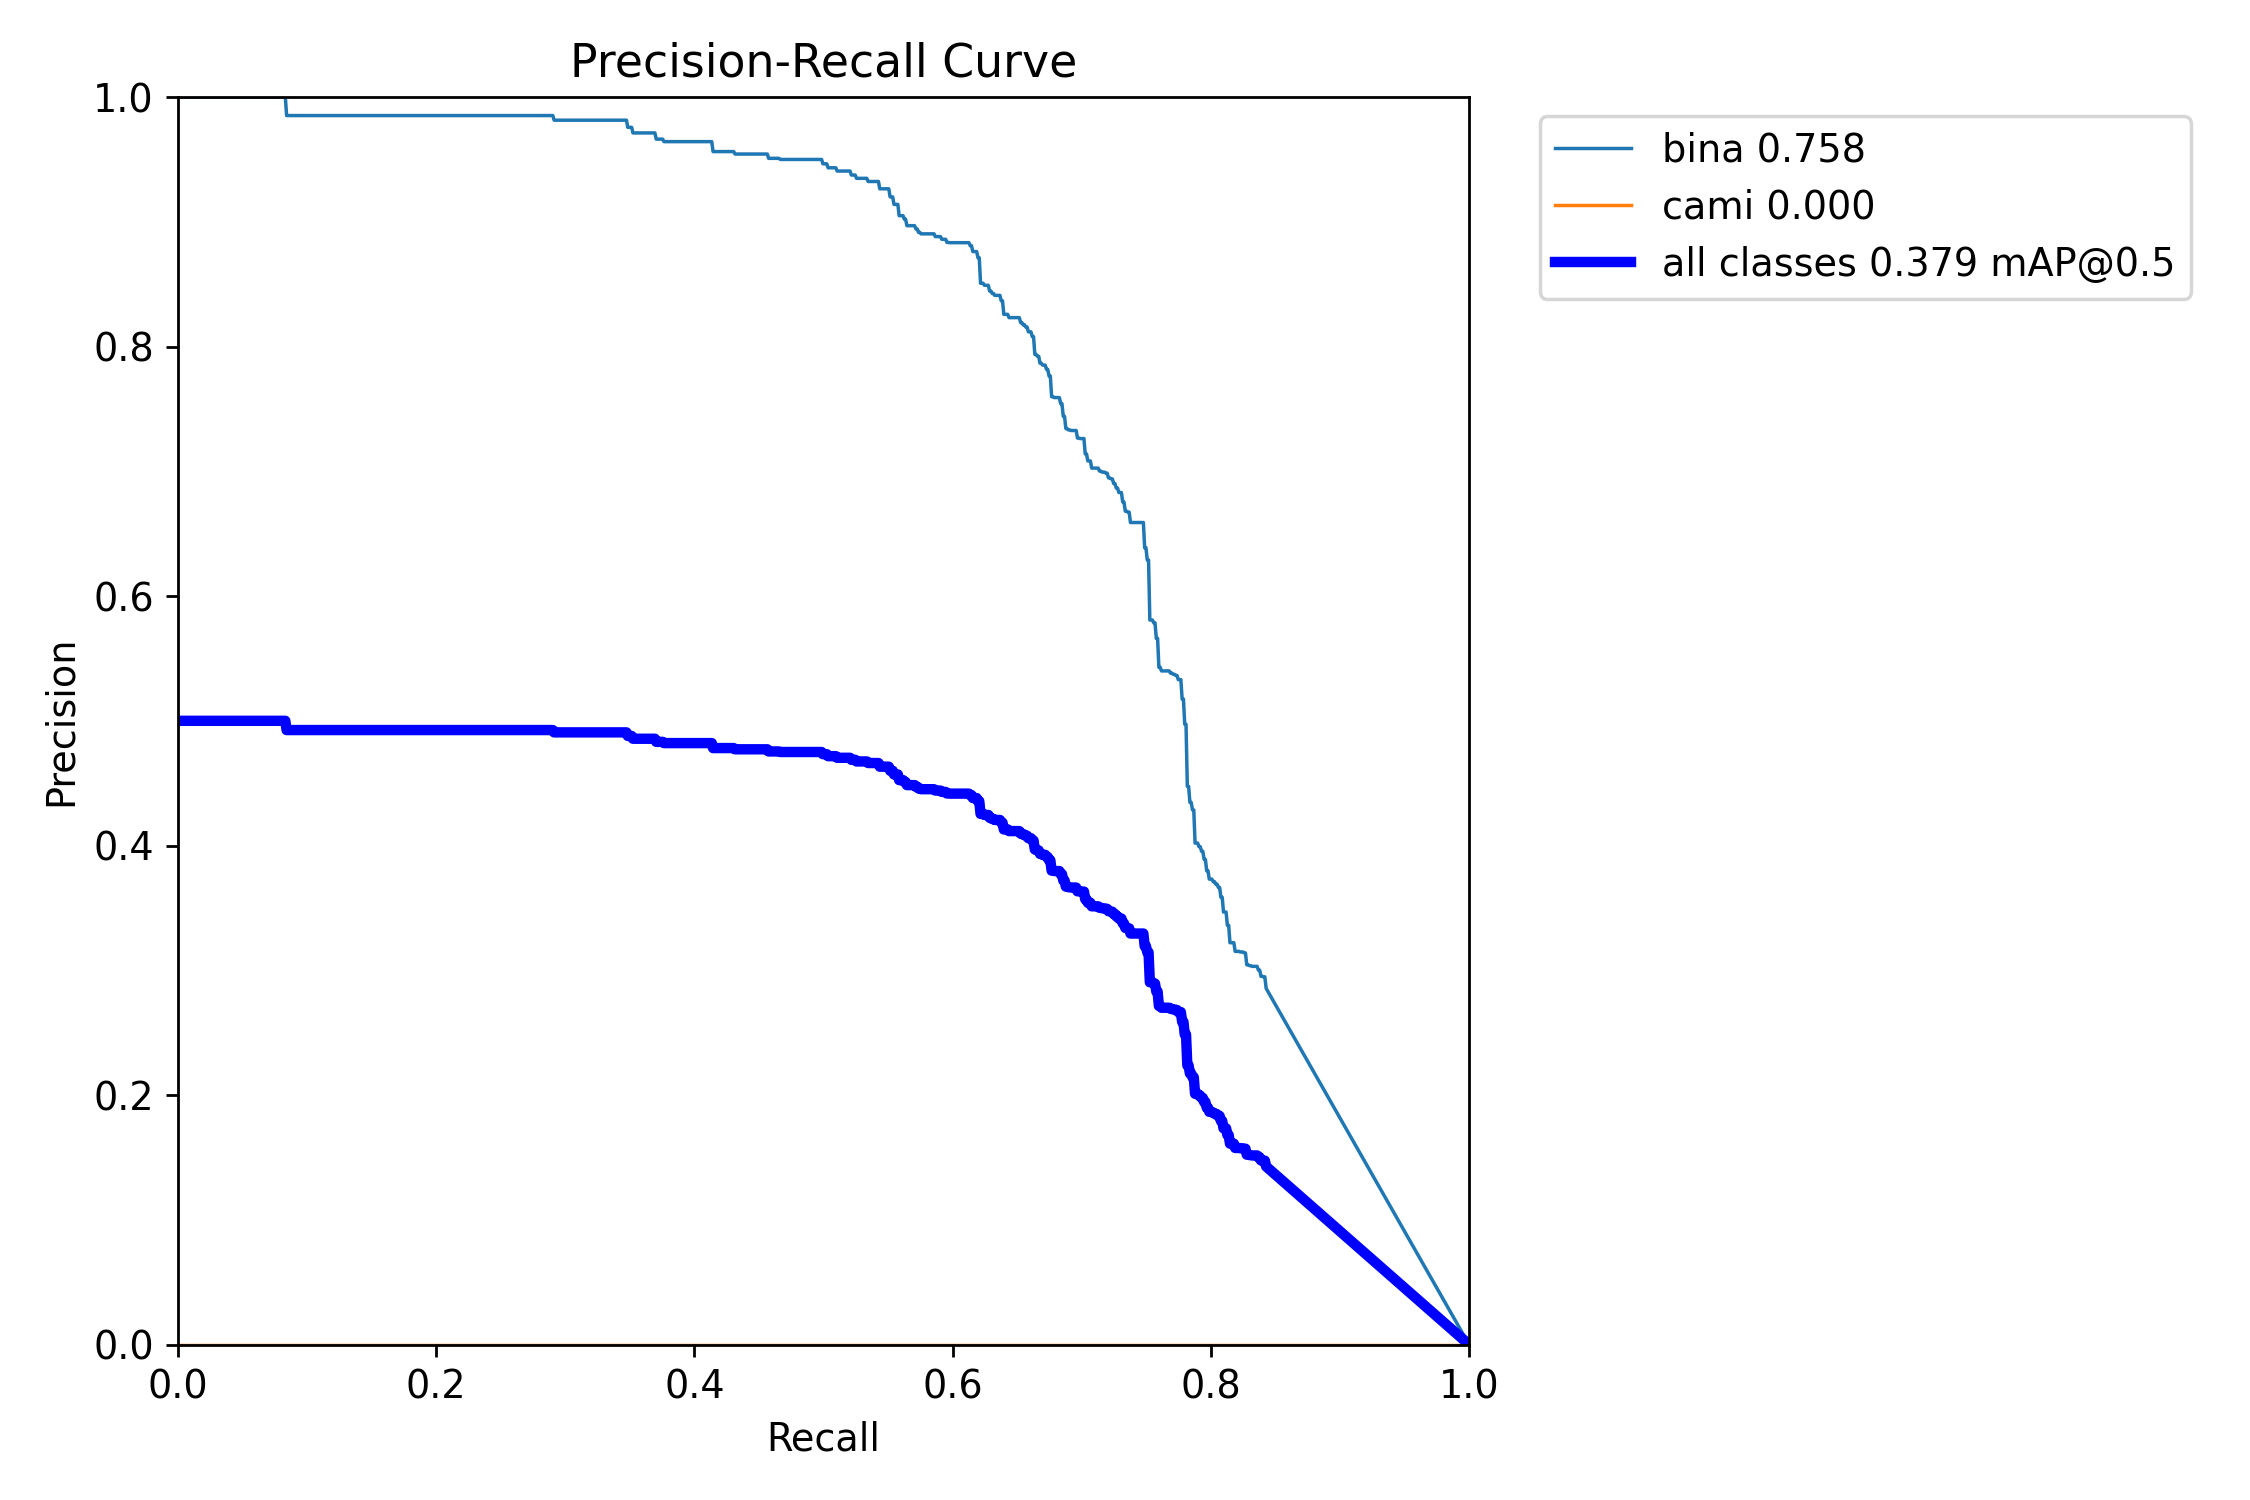 Precision-Recall Curve
bina 0.758
cami 0.000
all classes 0.379 mAP@0.5
Precision
1.0
0.8
0.6
0.4
0.2
0.0
0.0 0.2 0.4 0.6 0.8 1.0
Recall